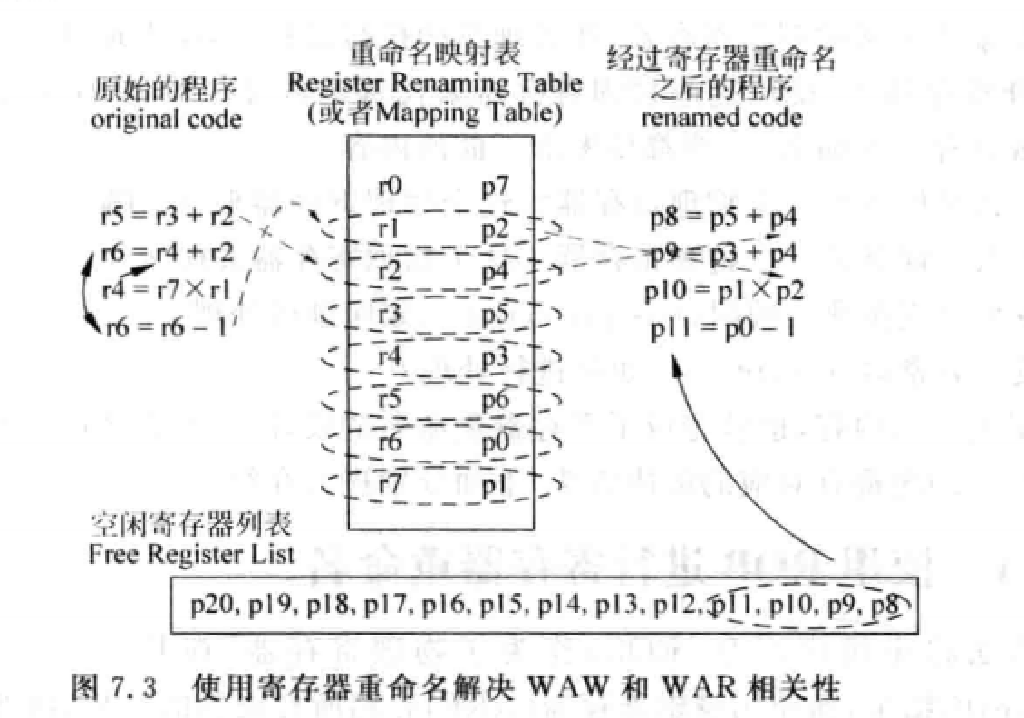 原始的程序
original code
r5 = r3 + r2
r6 = r4 + r2
r4 = r7 × r1
r6 = r6 − 1
重命名映射表
Register Renaming Table
(或者Mapping Table)
r0 p7
r1 p2
r2 p4
r3 p5
r4 p3
r5 p6
r6 p0
r7 p1
经过寄存器重命名
之后的程序
renamed code
p8 = p5 + p4
p9 = p3 + p4
p10 = p1 × p2
p11 = p0 − 1
空闲寄存器列表
Free Register List
p20, p19, p18, p17, p16, p15, p14, p13, p12, p11, p10, p9, p8
图 7.3 使用寄存器重命名解决 WAW 和 WAR 相关性